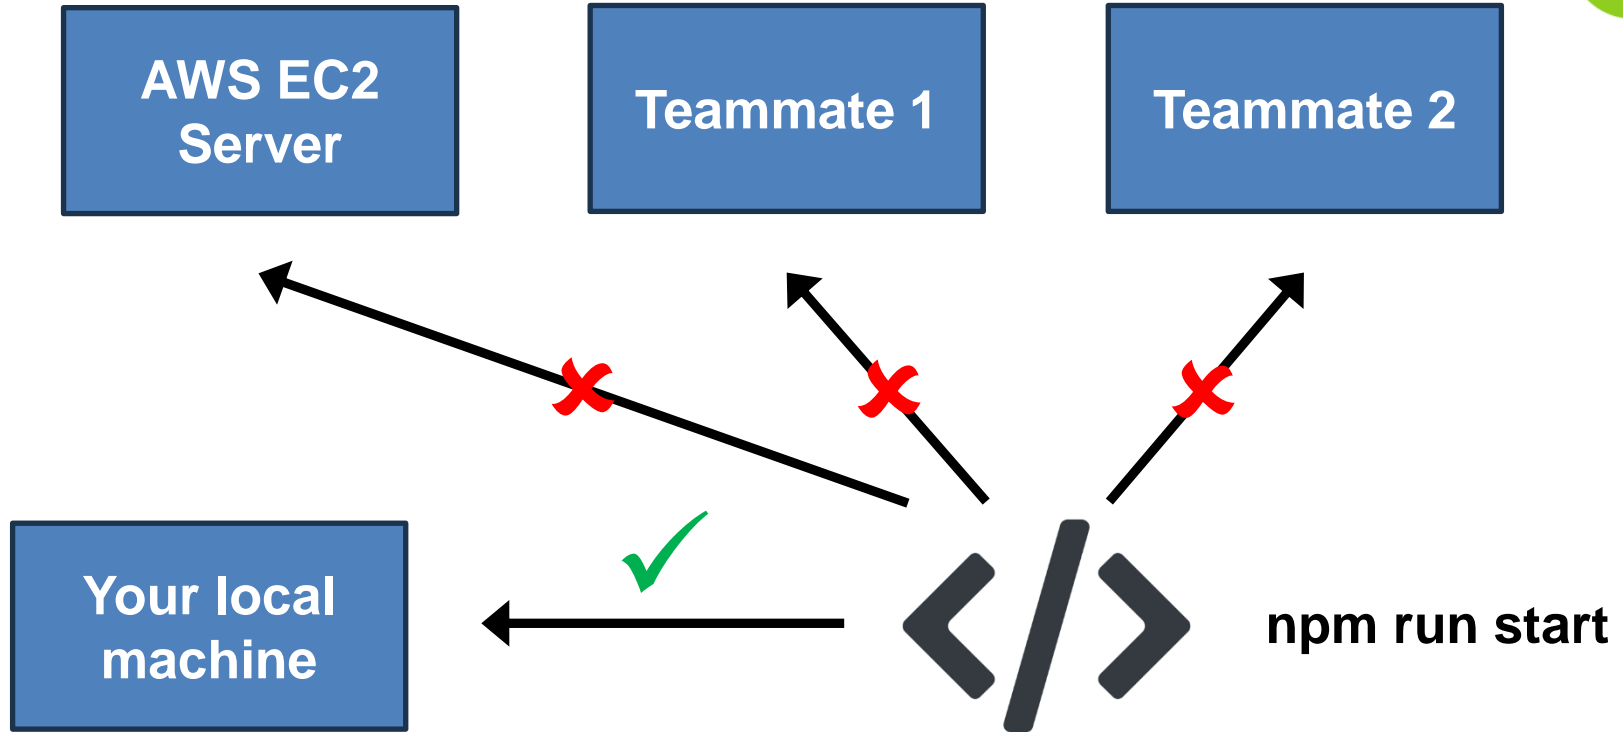 AWS EC2
Server
Teammate 1
Teammate 2
Your local
machine
npm run start